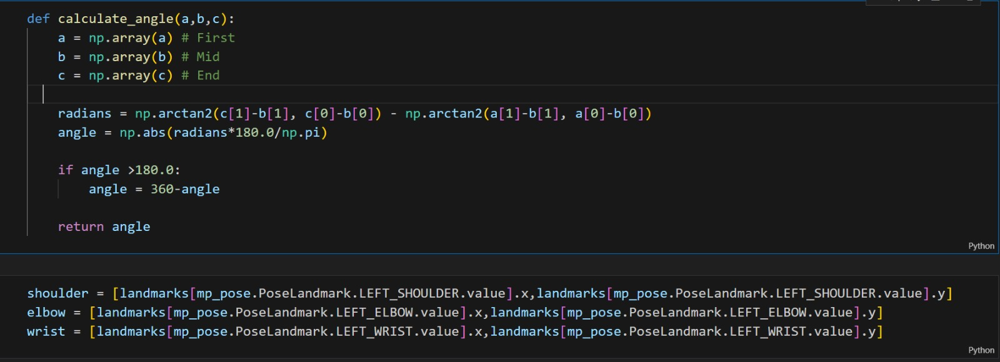 def calculate_angle(a,b,c):
    a = np.array(a) # First
    b = np.array(b) # Mid
    c = np.array(c) # End

    radians = np.arctan2(c[1]-b[1], c[0]-b[0]) - np.arctan2(a[1]-b[1], a[0]-b[0])
    angle = np.abs(radians*180.0/np.pi)

    if angle >180.0:
        angle = 360-angle

    return angle
Python
shoulder = [landmarks[mp_pose.PoseLandmark.LEFT_SHOULDER.value].x,landmarks[mp_pose.PoseLandmark.LEFT_SHOULDER.value].y]
elbow = [landmarks[mp_pose.PoseLandmark.LEFT_ELBOW.value].x,landmarks[mp_pose.PoseLandmark.LEFT_ELBOW.value].y]
wrist = [landmarks[mp_pose.PoseLandmark.LEFT_WRIST.value].x,landmarks[mp_pose.PoseLandmark.LEFT_WRIST.value].y]
Python